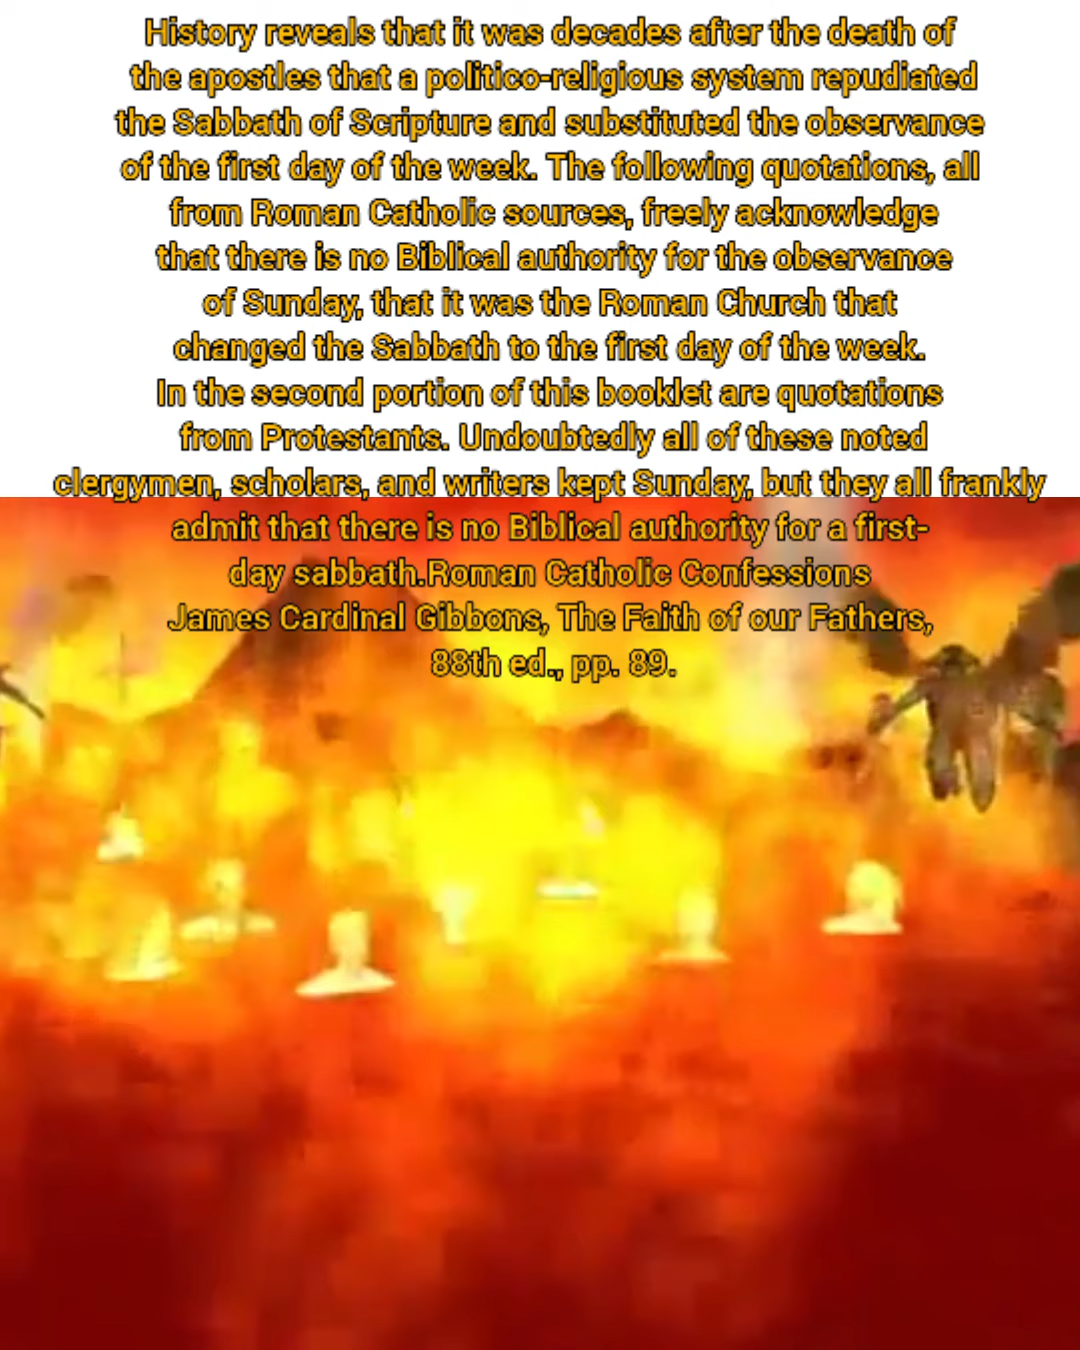 History reveals that it was decades after the death of
the apostles that a politico-religious system repudiated
the Sabbath of Scripture and substituted the observance
of the first day of the week. The following quotations, all
from Roman Catholic sources, freely acknowledge
that there is no Biblical authority for the observance
of Sunday, that it was the Roman Church that
changed the Sabbath to the first day of the week.
In the second portion of this booklet are quotations
from Protestants. Undoubtedly all of these noted
clergymen, scholars, and writers kept Sunday, but they all frankly
admit that there is no Biblical authority for a first-
day sabbath.Roman Catholic Confessions
James Cardinal Gibbons, The Faith of our Fathers,
88th ed., pp. 89.